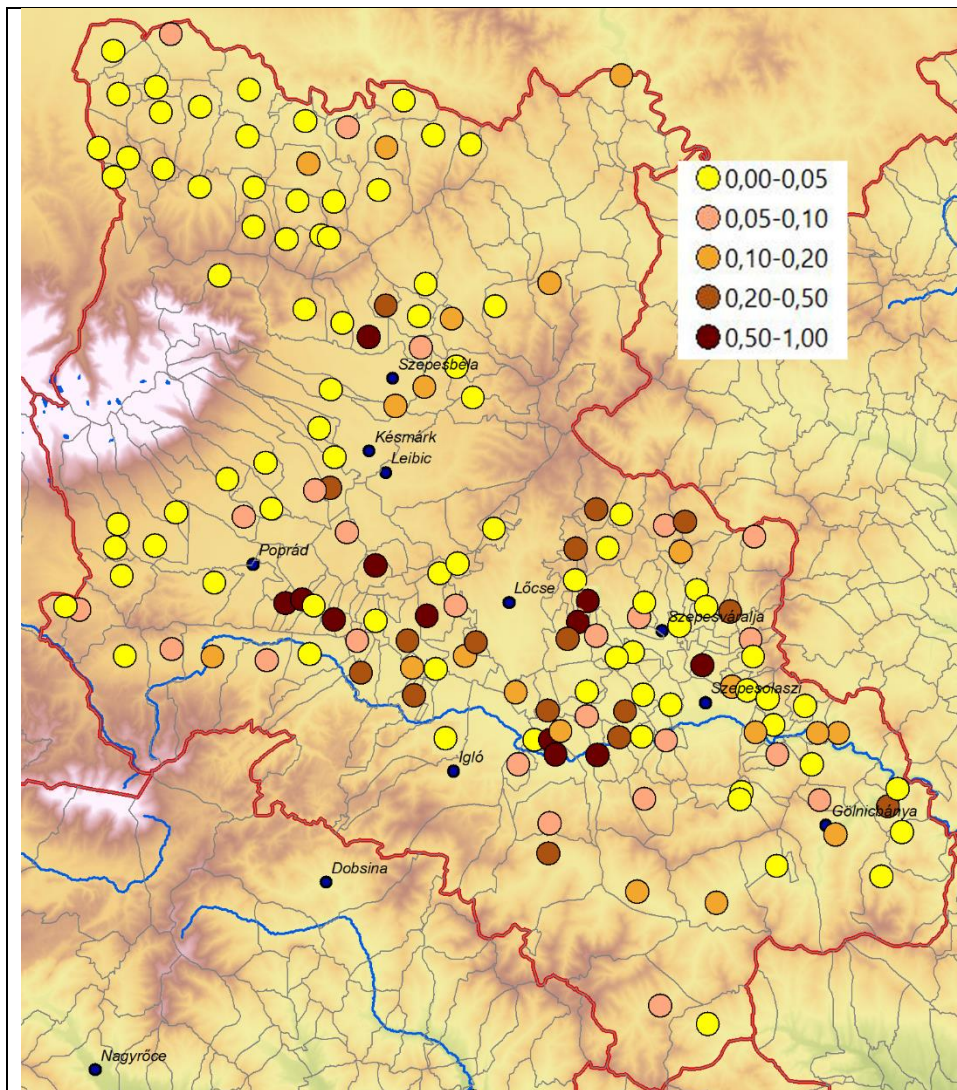 0,00-0,05
0,05-0,10
0,10-0,20
0,20-0,50
0,50-1,00
Szepesbéla
Késmárk
Leibic
Poprád
Lőcse
Szepesváralja
Szepesolaszi
Igló
Gölnicbánya
Dobsina
Nagyrőce